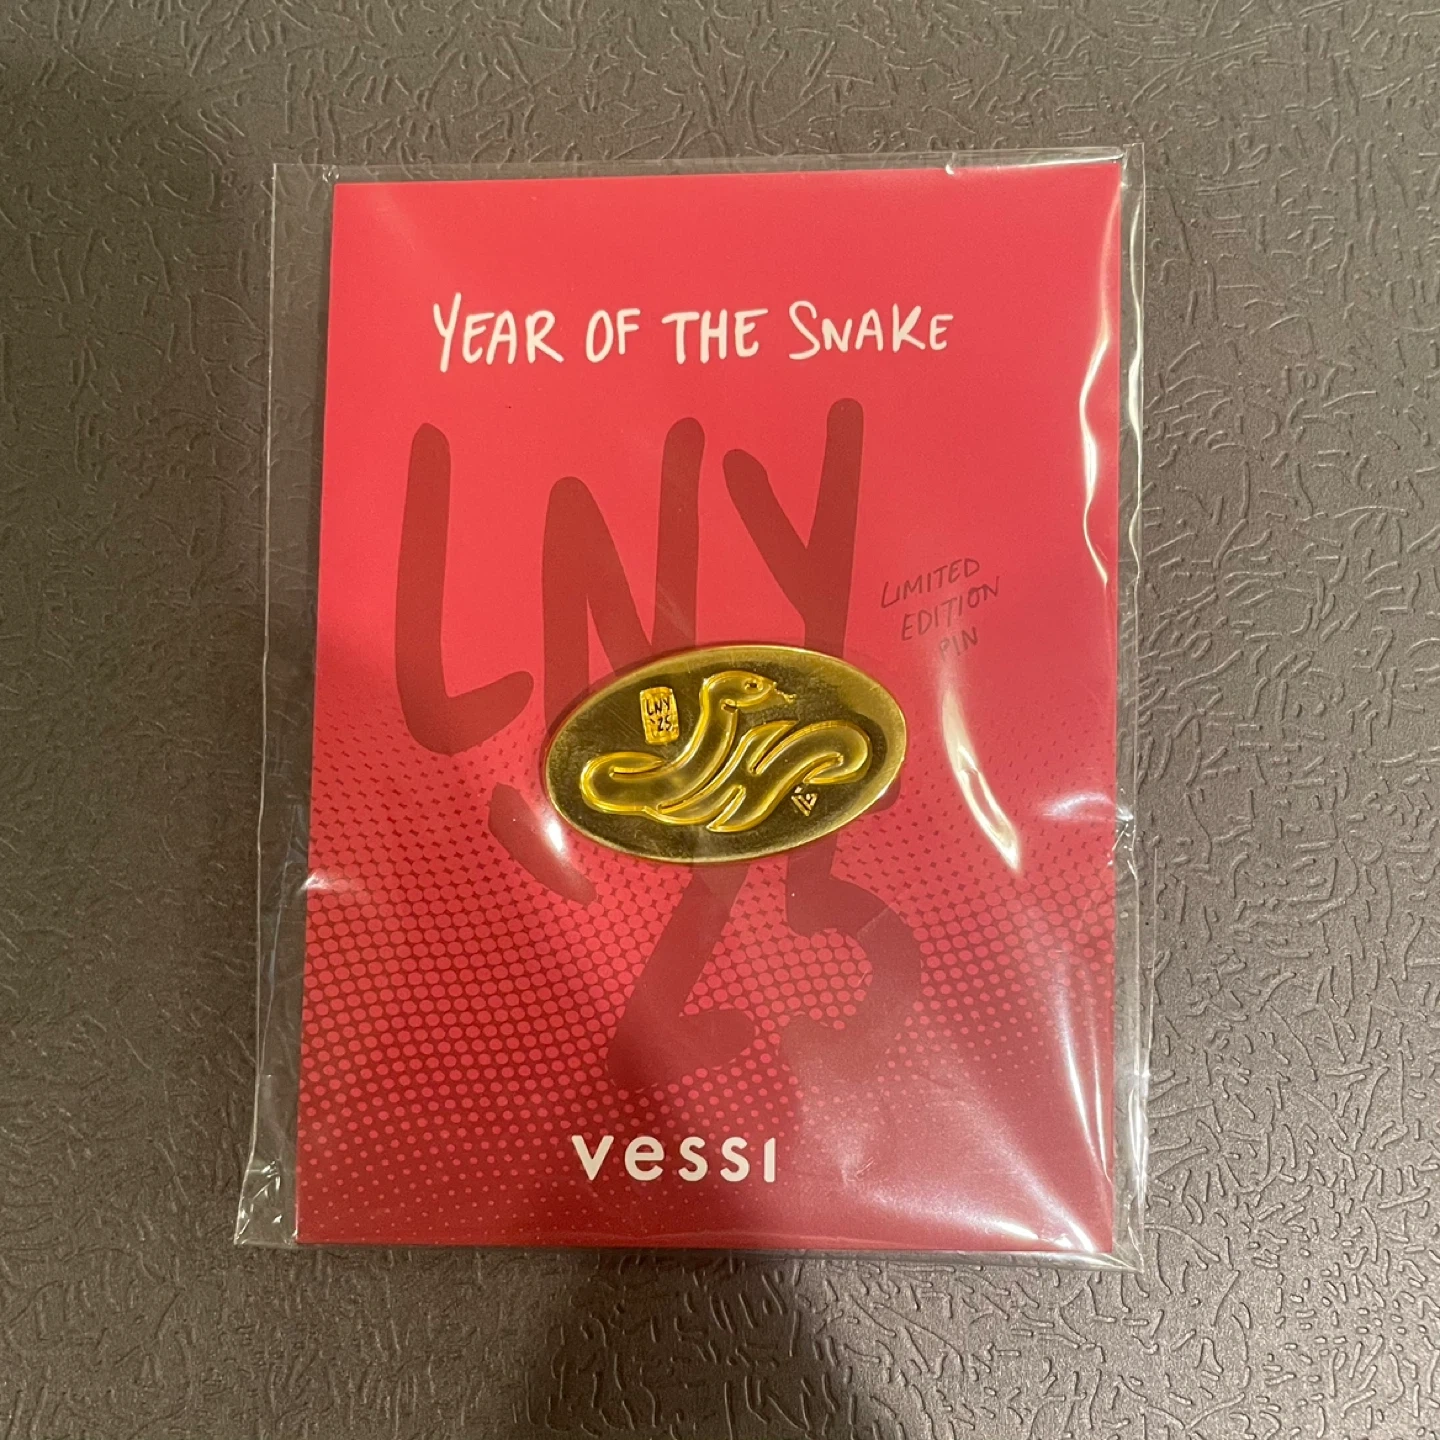 YEAR OF THE SNAKE
LNY
'25
LIMITED
EDITION
PIN
LNY
'25
vessi